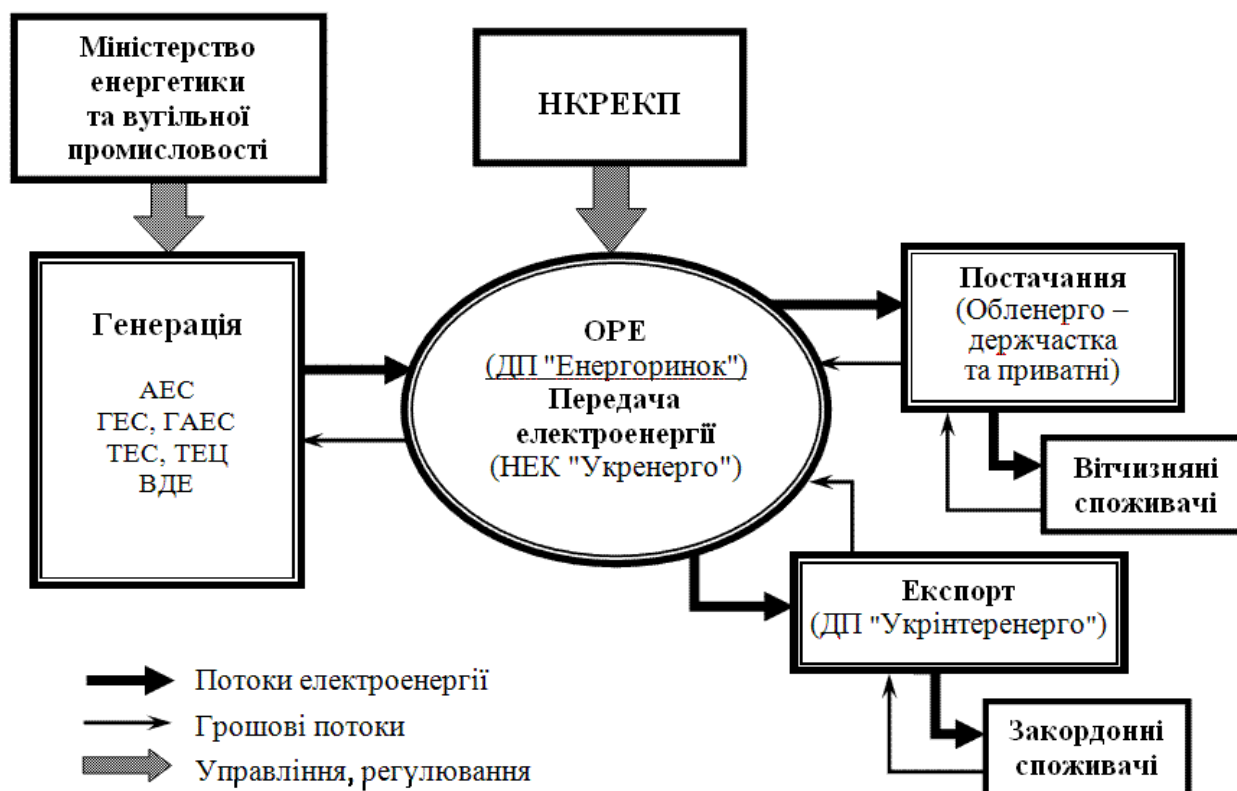 Міністерство
енергетики
та вугільної
промисловості
НКРЕКП
Генерація
АЕС
ГЕС, ГАЕС
ТЕС, ТЕЦ
ВДЕ
ОРЕ
(ДП "Енергоринок")
Передача
електроенергії
(НЕК "Укренерго")
Постачання
(Обленерго –
держчастка
та приватні)
Вітчизняні
споживачі
Експорт
(ДП "Укрінтеренерго")
Закордонні
споживачі
Потоки електроенергії
Грошові потоки
Управління, регулювання